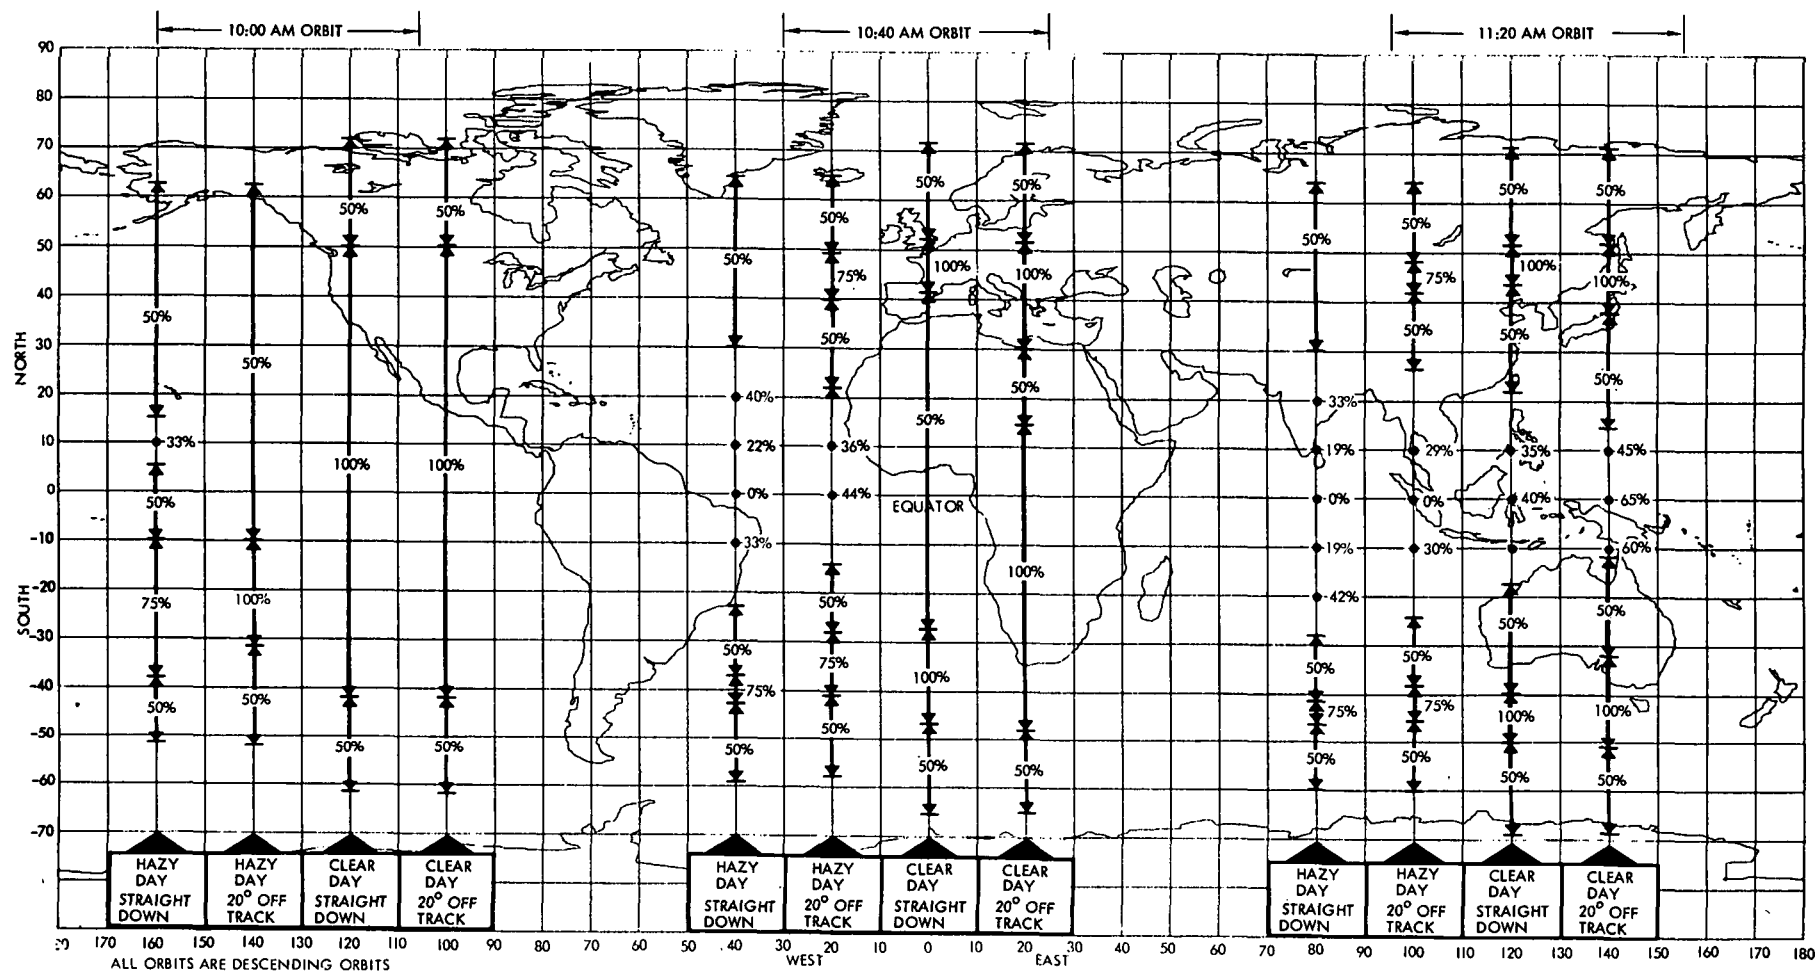 10:00 AM ORBIT
10:40 AM ORBIT
11:20 AM ORBIT
90
80
70
60
50
40
30
20
10
0
-10
-20
-30
-40
-50
-60
-70
NORTH
SOUTH
50%
33%
50%
75%
50%
50%
100%
50%
50%
100%
50%
50%
100%
50%
50%
40%
22%
0%
33%
50%
75%
50%
50%
75%
50%
36%
44%
50%
75%
50%
50%
100%
50%
100%
50%
50%
100%
50%
100%
50%
EQUATOR
50%
33%
19%
0%
19%
42%
50%
75%
50%
50%
75%
50%
29%
0%
30%
50%
75%
50%
50%
100%
50%
35%
40%
50%
100%
50%
50%
100%
50%
45%
65%
60%
50%
100%
50%
HAZY
DAY
STRAIGHT
DOWN
HAZY
DAY
20° OFF
TRACK
CLEAR
DAY
STRAIGHT
DOWN
CLEAR
DAY
20° OFF
TRACK
HAZY
DAY
STRAIGHT
DOWN
HAZY
DAY
20° OFF
TRACK
CLEAR
DAY
STRAIGHT
DOWN
CLEAR
DAY
20° OFF
TRACK
HAZY
DAY
STRAIGHT
DOWN
HAZY
DAY
20° OFF
TRACK
CLEAR
DAY
STRAIGHT
DOWN
CLEAR
DAY
20° OFF
TRACK
170 160 150 140 130 120 110 100 90 80 70 60 50 40 30 20 10 0 10 20 30 40 50 60 70 80 90 100 110 120 130 140 150 160 170 180
WEST EAST
ALL ORBITS ARE DESCENDING ORBITS